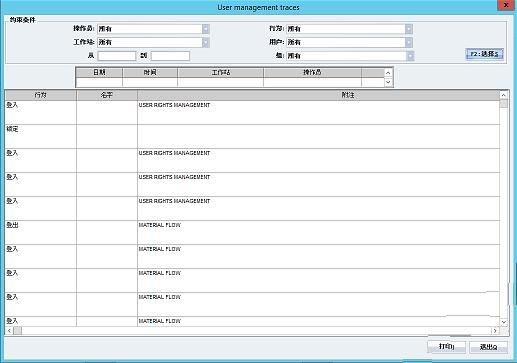 User management traces
x
约束条件
操作员: 所有
行为: 所有
工作站: 所有
用户: 所有
从
到
值: 所有
F2:选择S
日期 时间 工作站 操作员
行为 名字 附注
登入 USER RIGHTS MANAGEMENT
锁定
登入 USER RIGHTS MANAGEMENT
登入 USER RIGHTS MANAGEMENT
登入 USER RIGHTS MANAGEMENT
登出 MATERIAL FLOW
登入 MATERIAL FLOW
登入 MATERIAL FLOW
登入 MATERIAL FLOW
登入 MATERIAL FLOW
打印I
退出Q